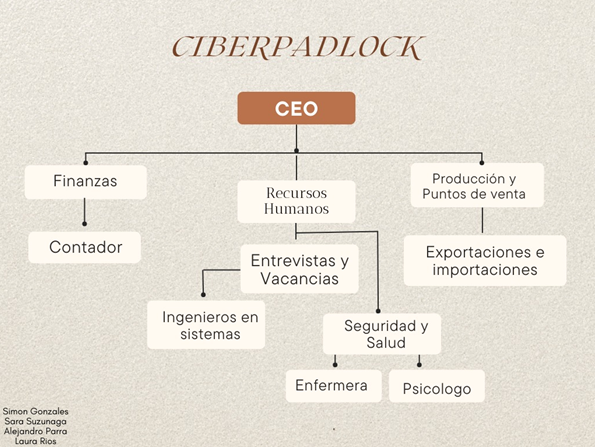 CIBERPADLOCK
CEO
Finanzas
Recursos
Humanos
Producción y
Puntos de venta
Contador
Entrevistas y
Vacancias
Exportaciones e
importaciones
Ingenieros en
sistemas
Seguridad y
Salud
Enfermera
Psicologo
Simon Gonzales
Sara Suzunaga
Alejandro Parra
Laura Rios